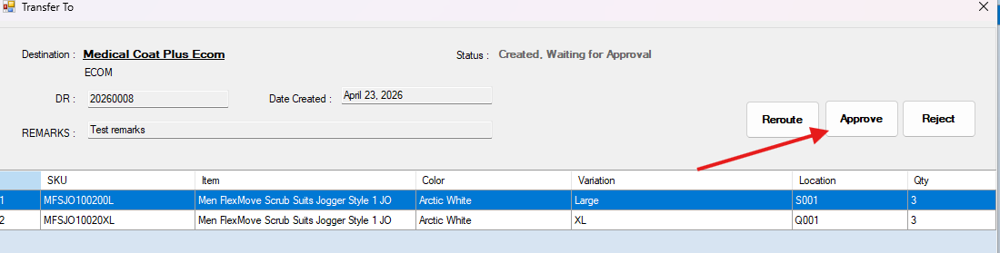 Transfer To
Destination : Medical Coat Plus Ecom
Status : Created, Waiting for Approval
ECOM
DR : 20260008
Date Created : April 23, 2026
Reroute Approve Reject
REMARKS : Test remarks
SKU Item Color Variation Location Qty
1 MFSJO100200L Men FlexMove Scrub Suits Jogger Style 1 JO Arctic White Large S001 3
2 MFSJO10020XL Men FlexMove Scrub Suits Jogger Style 1 JO Arctic White XL Q001 3